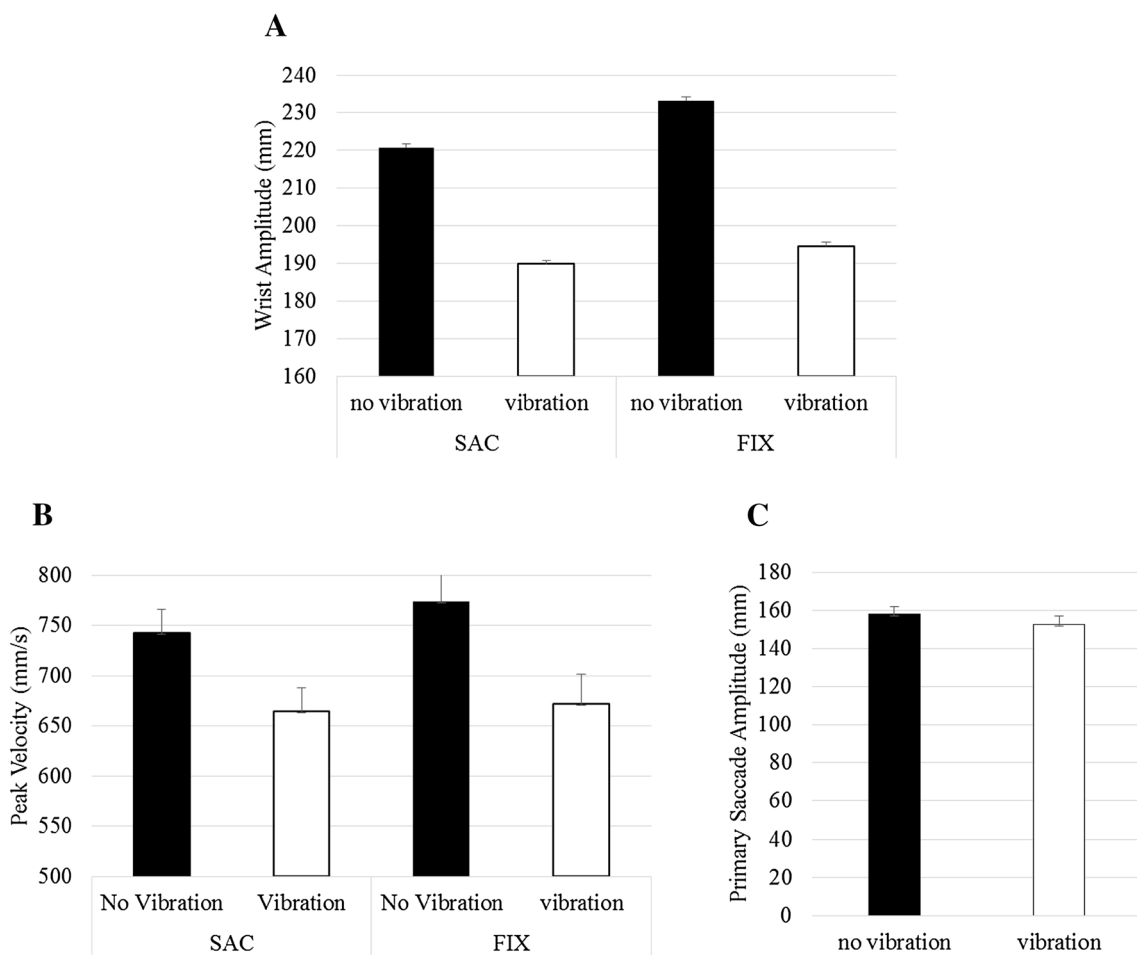 A
Wrist Amplitude (mm)
240
230
220
210
200
190
180
170
160
no vibration vibration no vibration vibration
SAC FIX
B
Peak Velocity (mm/s)
800
750
700
650
600
550
500
No Vibration Vibration No Vibration vibration
SAC FIX
C
Primary Saccade Amplitude (mm)
180
160
140
120
100
80
60
40
20
0
no vibration vibration